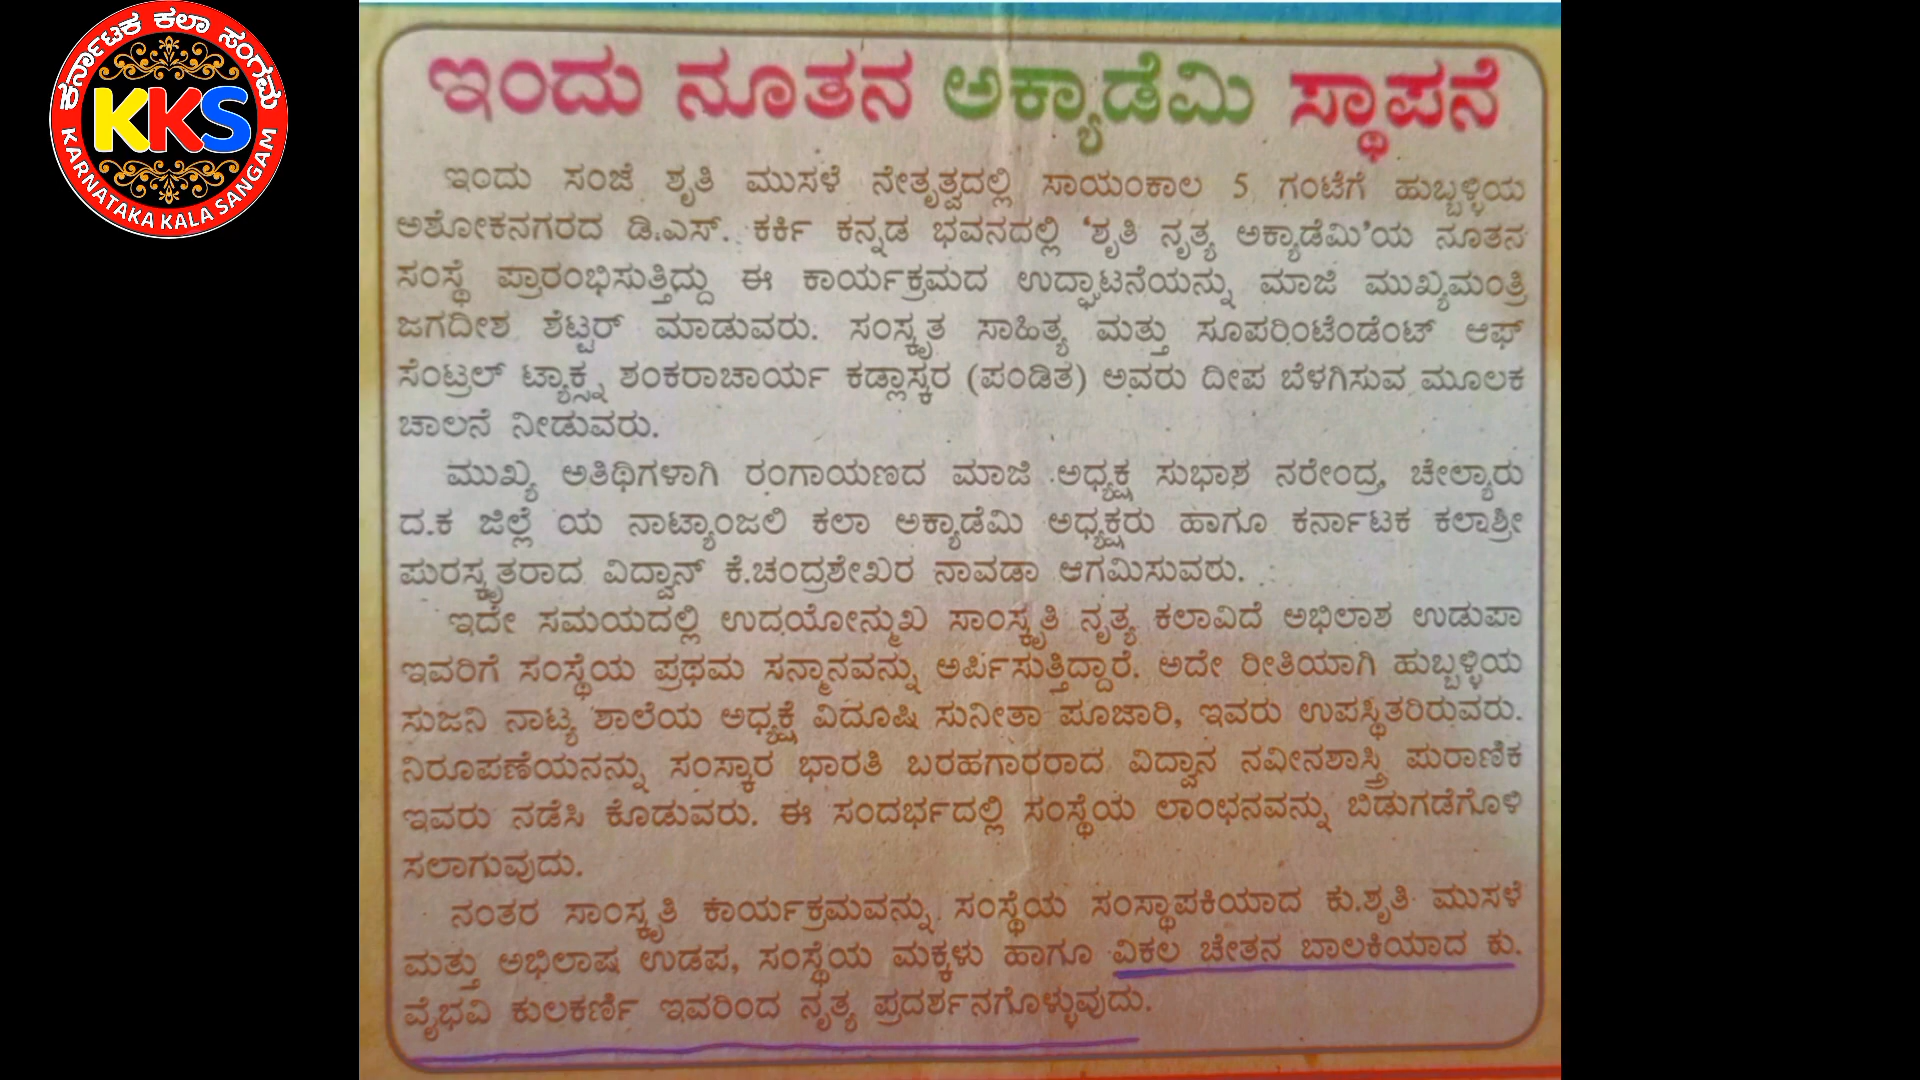 ಕರ್ನಾಟಕ ಕಲಾ ಸಂಗಮ
KKS
KARNATAKA KALA SANGAM
ಇಂದು ನೂತನ ಅಕ್ಯಾಡೆಮಿ ಸ್ಥಾಪನೆ
ಇಂದು ಸಂಜೆ ಶೃತಿ ಮುಸಳೆ ನೇತೃತ್ವದಲ್ಲಿ ಸಾಯಂಕಾಲ 5 ಗಂಟೆಗೆ ಹುಬ್ಬಳ್ಳಿಯ
ಅಶೋಕನಗರದ ಡಿ.ಎಸ್. ಕರ್ಕಿ ಕನ್ನಡ ಭವನದಲ್ಲಿ 'ಶೃತಿ ನೃತ್ಯ ಅಕ್ಯಾಡೆಮಿ'ಯ ನೂತನ
ಸಂಸ್ಥೆ ಪ್ರಾರಂಭಿಸುತ್ತಿದ್ದು ಈ ಕಾರ್ಯಕ್ರಮದ ಉದ್ಘಾಟನೆಯನ್ನು ಮಾಜಿ ಮುಖ್ಯಮಂತ್ರಿ
ಜಗದೀಶ ಶೆಟ್ಟರ್ ಮಾಡುವರು. ಸಂಸ್ಕೃತ ಸಾಹಿತ್ಯ ಮತ್ತು ಸೂಪರಿಂಟೆಂಡೆಂಟ್ ಆಫ್
ಸೆಂಟ್ರಲ್ ಟ್ಯಾಕ್ಸ್ನ ಶಂಕರಾಚಾರ್ಯ ಕಡ್ಲಾಸ್ಕರ (ಪಂಡಿತ) ಅವರು ದೀಪ ಬೆಳಗಿಸುವ ಮೂಲಕ
ಚಾಲನೆ ನೀಡುವರು.
ಮುಖ್ಯ ಅತಿಥಿಗಳಾಗಿ ರಂಗಾಯಣದ ಮಾಜಿ ಅಧ್ಯಕ್ಷ ಸುಭಾಶ ನರೇಂದ್ರ, ಚೇಲ್ಯಾರು
ದ.ಕ ಜಿಲ್ಲೆ ಯ ನಾಟ್ಯಾಂಜಲಿ ಕಲಾ ಅಕ್ಯಾಡೆಮಿ ಅಧ್ಯಕ್ಷರು ಹಾಗೂ ಕರ್ನಾಟಕ ಕಲಾಶ್ರೀ
ಪುರಸ್ಕೃತರಾದ ವಿದ್ವಾನ್ ಕೆ.ಚಂದ್ರಶೇಖರ ನಾವಡಾ ಆಗಮಿಸುವರು.
ಇದೇ ಸಮಯದಲ್ಲಿ ಉದಯೋನ್ಮುಖ ಸಾಂಸ್ಕೃತಿ ನೃತ್ಯ ಕಲಾವಿದೆ ಅಭಿಲಾಶ ಉಡುಪಾ
ಇವರಿಗೆ ಸಂಸ್ಥೆಯ ಪ್ರಥಮ ಸನ್ಮಾನವನ್ನು ಅರ್ಪಿಸುತ್ತಿದ್ದಾರೆ. ಅದೇ ರೀತಿಯಾಗಿ ಹುಬ್ಬಳ್ಳಿಯ
ಸುಜನಿ ನಾಟ್ಯ ಶಾಲೆಯ ಅಧ್ಯಕ್ಷೆ ವಿದೂಷಿ ಸುನೀತಾ ಪೂಜಾರಿ, ಇವರು ಉಪಸ್ಥಿತರಿರುವರು.
ನಿರೂಪಣೆಯನನ್ನು ಸಂಸ್ಕಾರ ಭಾರತಿ ಬರಹಗಾರರಾದ ವಿದ್ವಾನ ನವೀನಶಾಸ್ತ್ರಿ ಪುರಾಣಿಕ
ಇವರು ನಡೆಸಿ ಕೊಡುವರು. ಈ ಸಂದರ್ಭದಲ್ಲಿ ಸಂಸ್ಥೆಯ ಲಾಂಛನವನ್ನು ಬಿಡುಗಡೆಗೊಳಿ
ಸಲಾಗುವುದು.
ನಂತರ ಸಾಂಸ್ಕೃತಿ ಕಾರ್ಯಕ್ರಮವನ್ನು ಸಂಸ್ಥೆಯ ಸಂಸ್ಥಾಪಕಿಯಾದ ಕು.ಶೃತಿ ಮುಸಳೆ
ಮತ್ತು ಅಭಿಲಾಷ ಉಡಪ, ಸಂಸ್ಥೆಯ ಮಕ್ಕಳು ಹಾಗೂ ವಿಕಲ ಚೇತನ ಬಾಲಕಿಯಾದ ಕು.
ವೈಭವಿ ಕುಲಕರ್ಣಿ ಇವರಿಂದ ನೃತ್ಯ ಪ್ರದರ್ಶನಗೊಳ್ಳುವುದು.